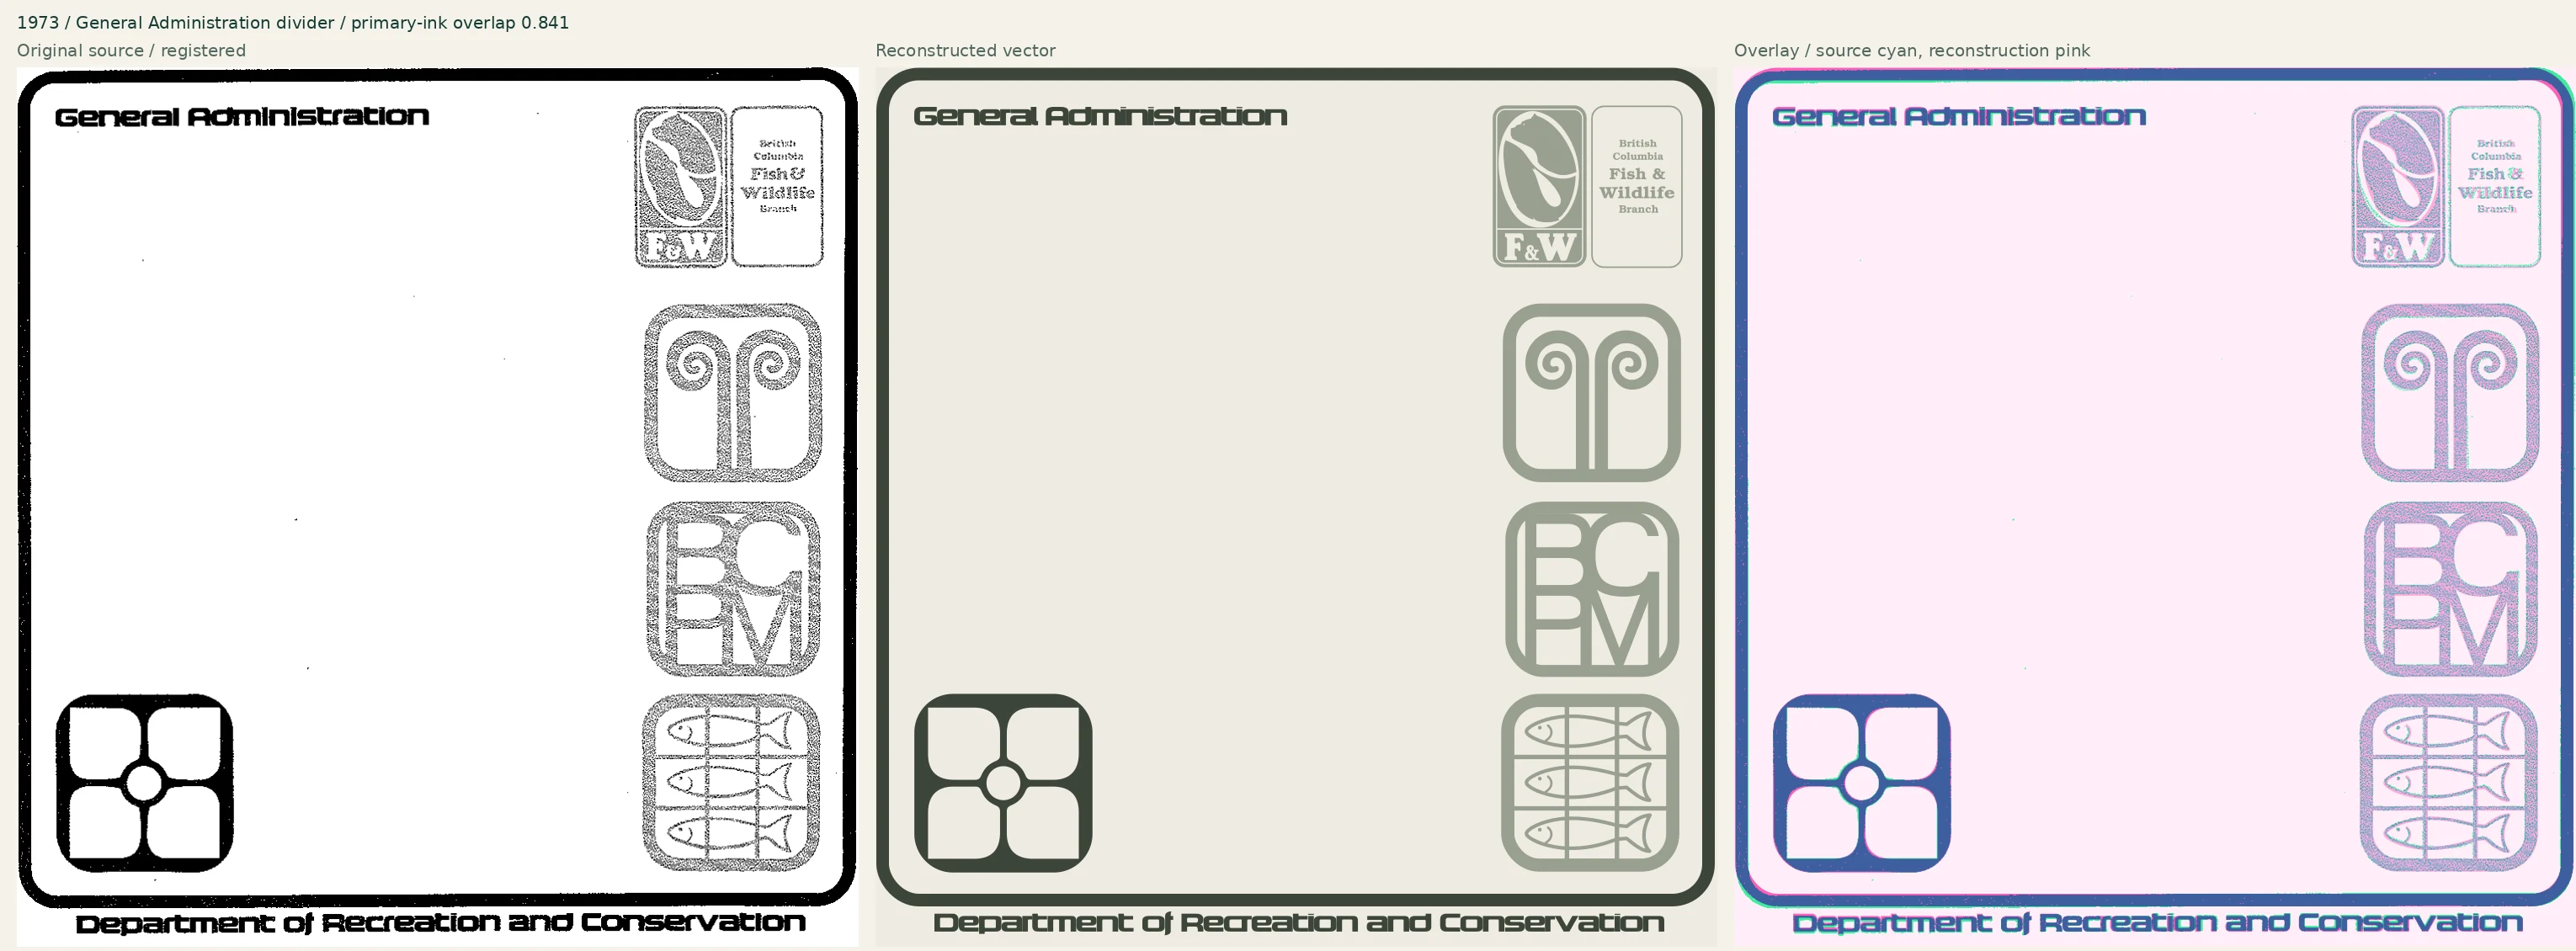 1973 / General Administration divider / primary-ink overlap 0.841
Original source / registered
General Administration
British
Columbia
Fish &
Wildlife
Branch
F&W
BC
PM
Department of Recreation and Conservation
Reconstructed vector
General Administration
British
Columbia
Fish &
Wildlife
Branch
F&W
BC
PM
Department of Recreation and Conservation
Overlay / source cyan, reconstruction pink
General Administration
British
Columbia
Fish &
Wildlife
Branch
F&W
BC
PM
Department of Recreation and Conservation